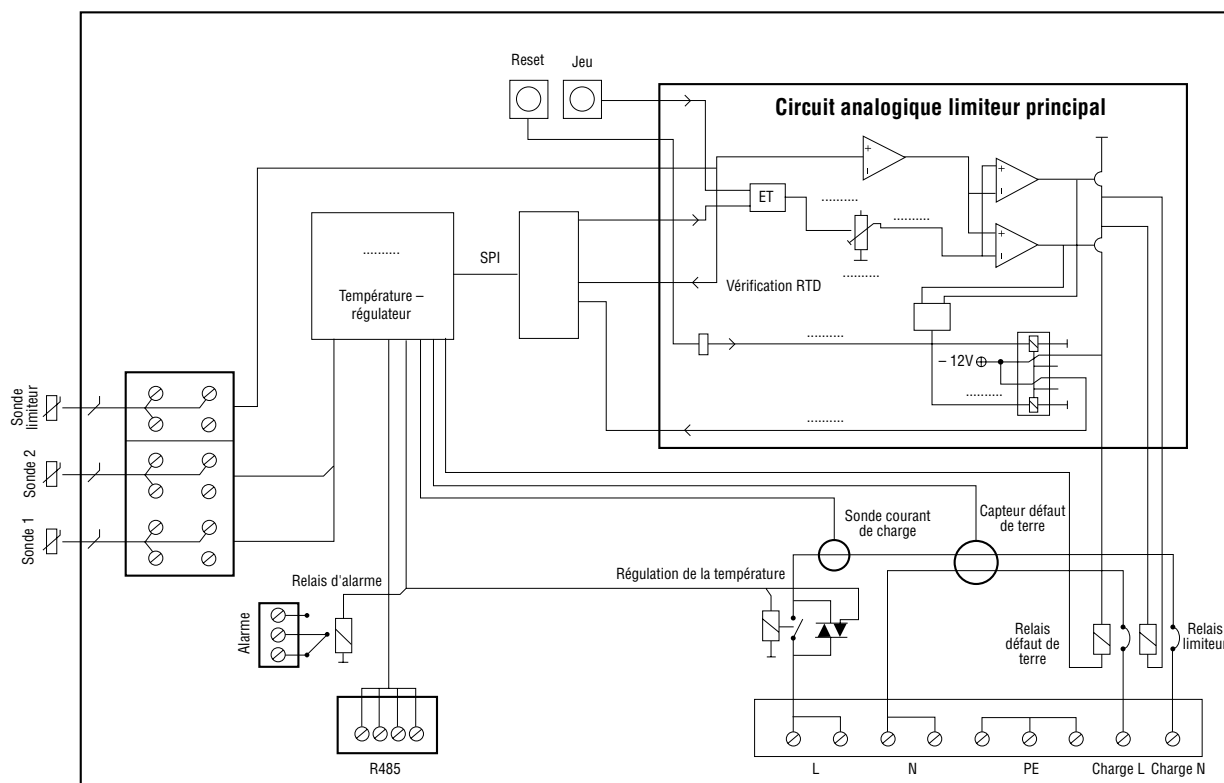 Reset
Jeu
Circuit analogique limiteur principal
+
-
+
-
ET
..........
..........
+
-
..........
SPI
Température –
régulateur
..........
Vérification RTD
..........
– 12V
..........
..........
Sonde
limiteur
Sonde 2
Sonde 1
Sonde courant
de charge
Capteur défaut
de terre
Relais d'alarme
Régulation de la température
Alarme
Relais
défaut de
terre
Relais
limiteur
R485
L
N
PE
Charge L
Charge N